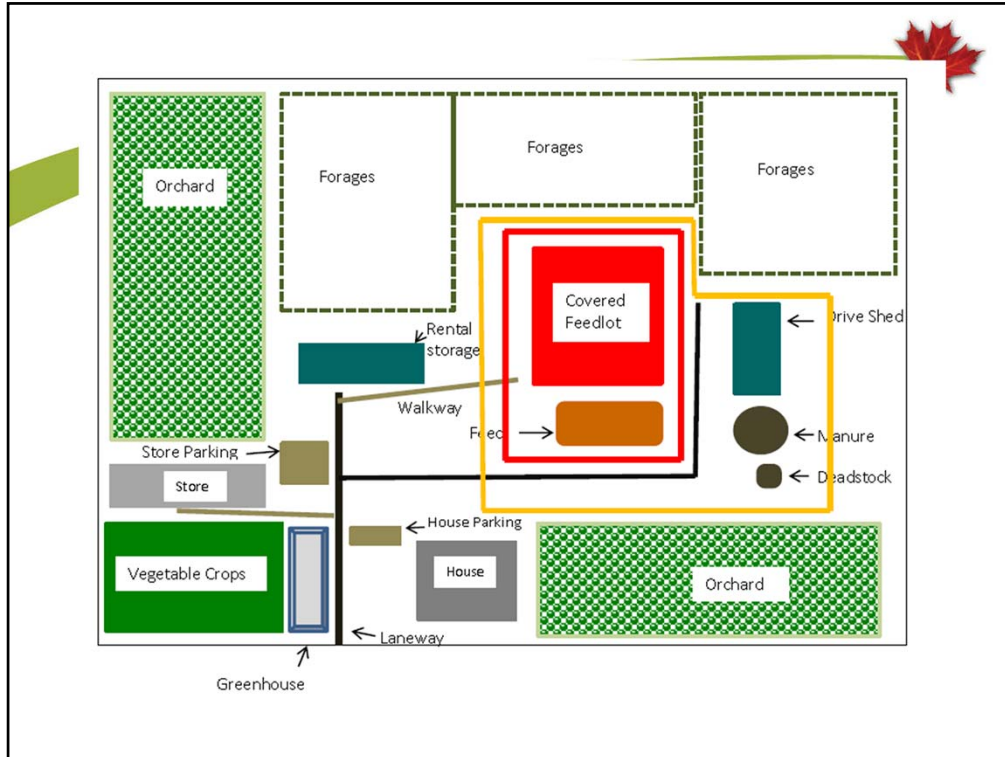 Forages
Forages
Forages
Orchard
Covered
Feedlot
Rental
storage
Drive Shed
Walkway
Feed
Manure
Store Parking
Deadstock
Store
House Parking
Vegetable Crops
House
Orchard
Laneway
Greenhouse